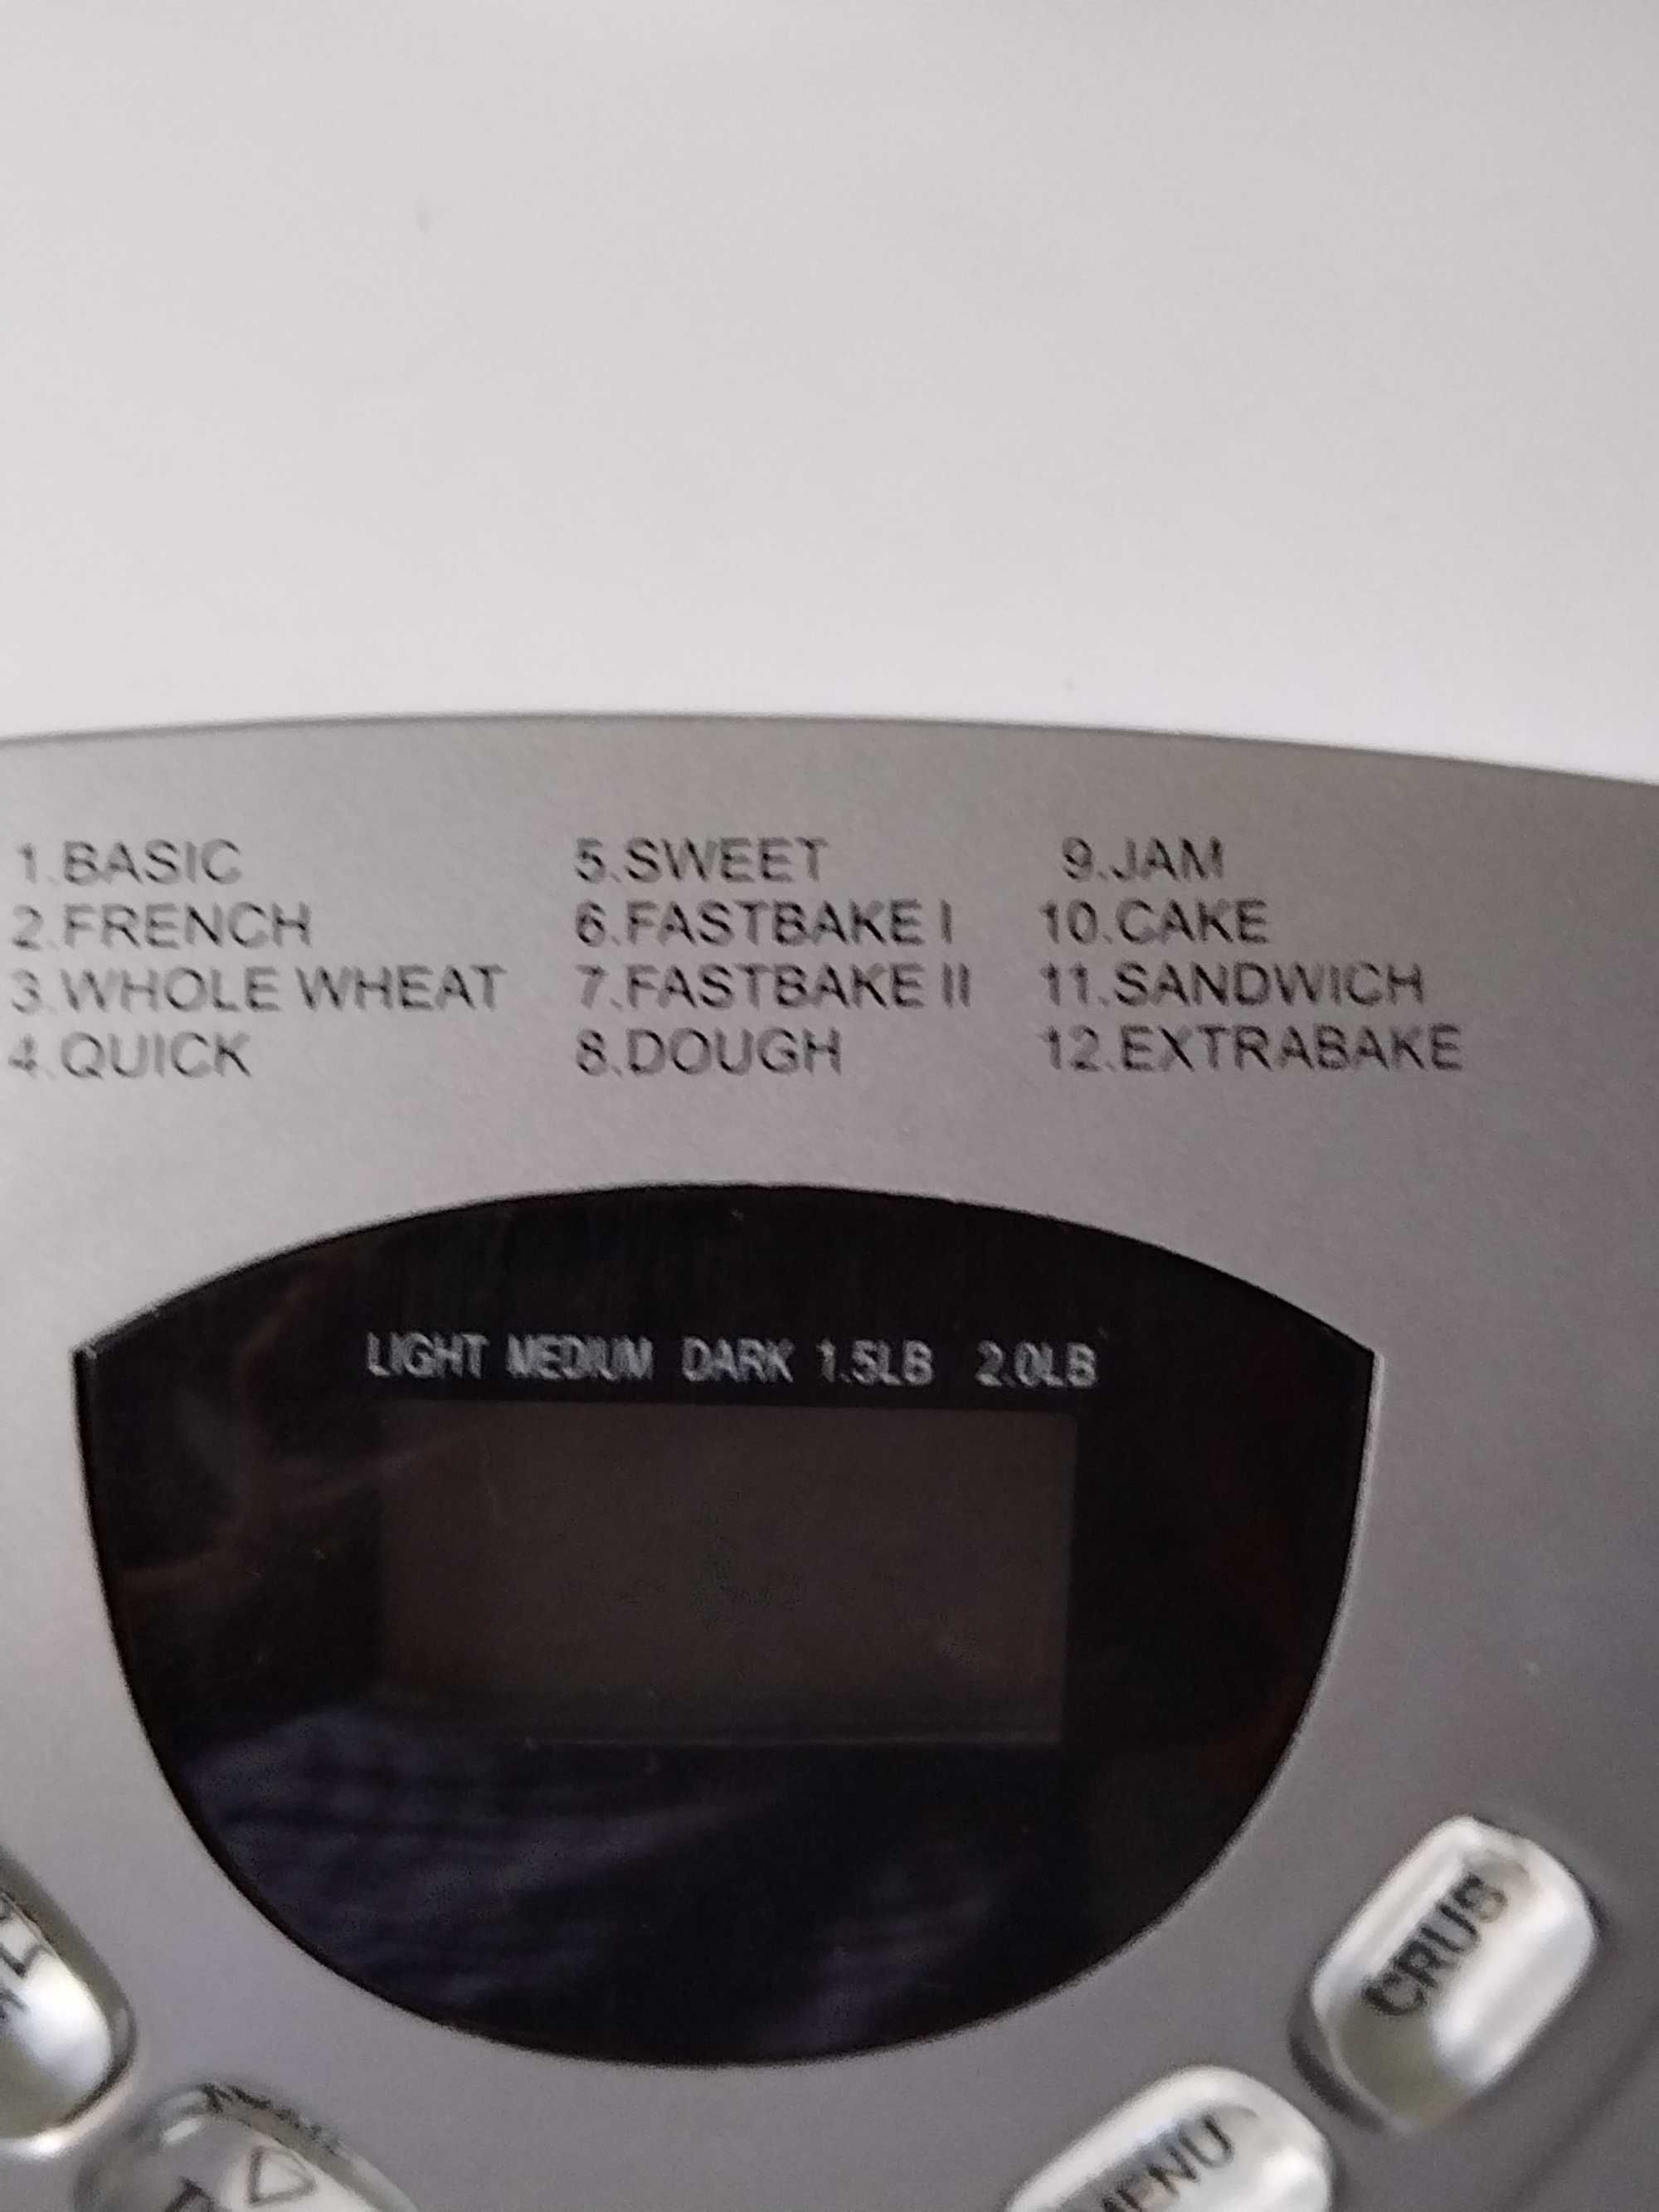 1.BASIC 5.SWEET 9.JAM
2.FRENCH 6.FASTBAKE I 10.CAKE
3.WHOLE WHEAT 7.FASTBAKE II 11.SANDWICH
4.QUICK 8.DOUGH 12.EXTRABAKE
LIGHT MEDIUM DARK 1.5LB 2.0LB
CRUS
MENU